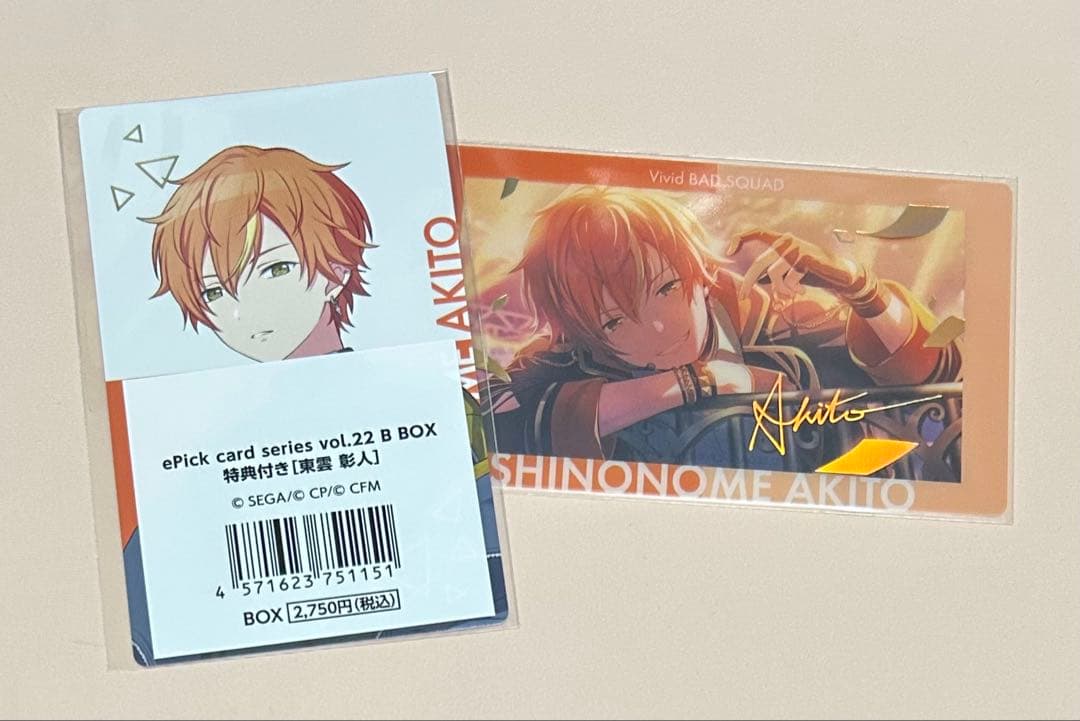 ME AKITO
ePick card series vol.22 B BOX
特典付き[東雲 彰人]
© SEGA/© CP/© CFM
4 571623 751151
BOX 2,750円(税込)
Vivid BAD SQUAD
Akito
SHINONOME AKITO